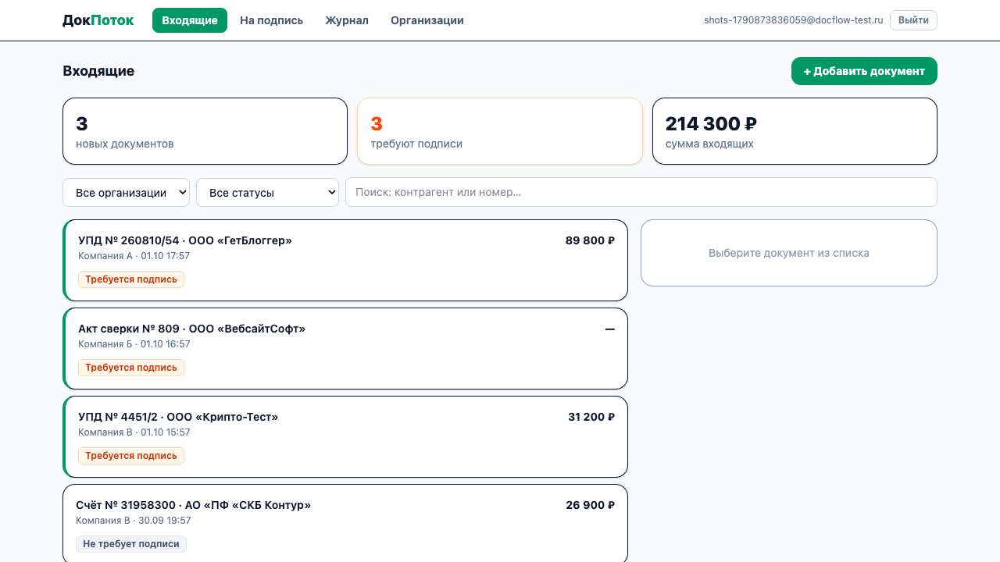 ДокПоток
Входящие
На подпись
Журнал
Организации
shots-1790873836059@docflow-test.ru
Выйти
Входящие
+ Добавить документ
3
новых документов
3
требуют подписи
214 300 ₽
сумма входящих
Все организации
Все статусы
Поиск: контрагент или номер...
УПД № 260810/54 · ООО «ГетБлоггер»
89 800 ₽
Компания А · 01.10 17:57
Требуется подпись
Выберите документ из списка
Акт сверки № 809 · ООО «ВебсайтСофт»
—
Компания Б · 01.10 16:57
Требуется подпись
УПД № 4451/2 · ООО «Крипто-Тест»
31 200 ₽
Компания В · 01.10 15:57
Требуется подпись
Счёт № 31958300 · АО «ПФ «СКБ Контур»
26 900 ₽
Компания В · 30.09 19:57
Не требует подписи